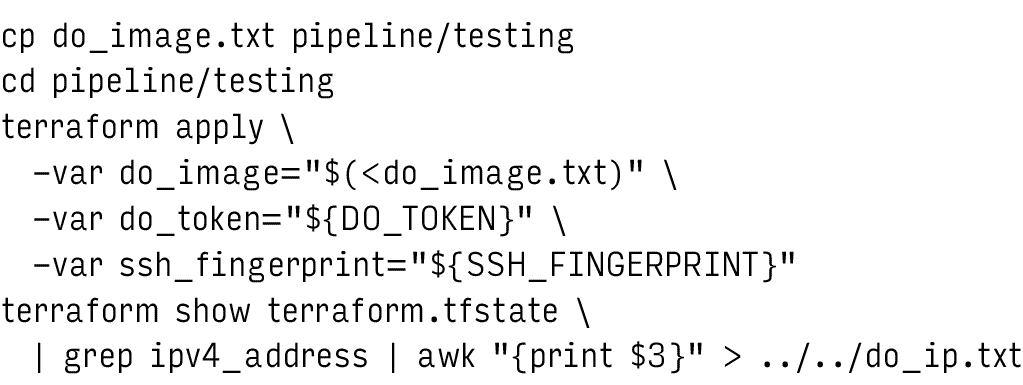 cp do_image.txt pipeline/testing
cd pipeline/testing
terraform apply \
  -var do_image="$(<do_image.txt)" \
  -var do_token="${DO_TOKEN}" \
  -var ssh_fingerprint="${SSH_FINGERPRINT}"
terraform show terraform.tfstate \
  | grep ipv4_address | awk "{print $3}" > ../../do_ip.txt